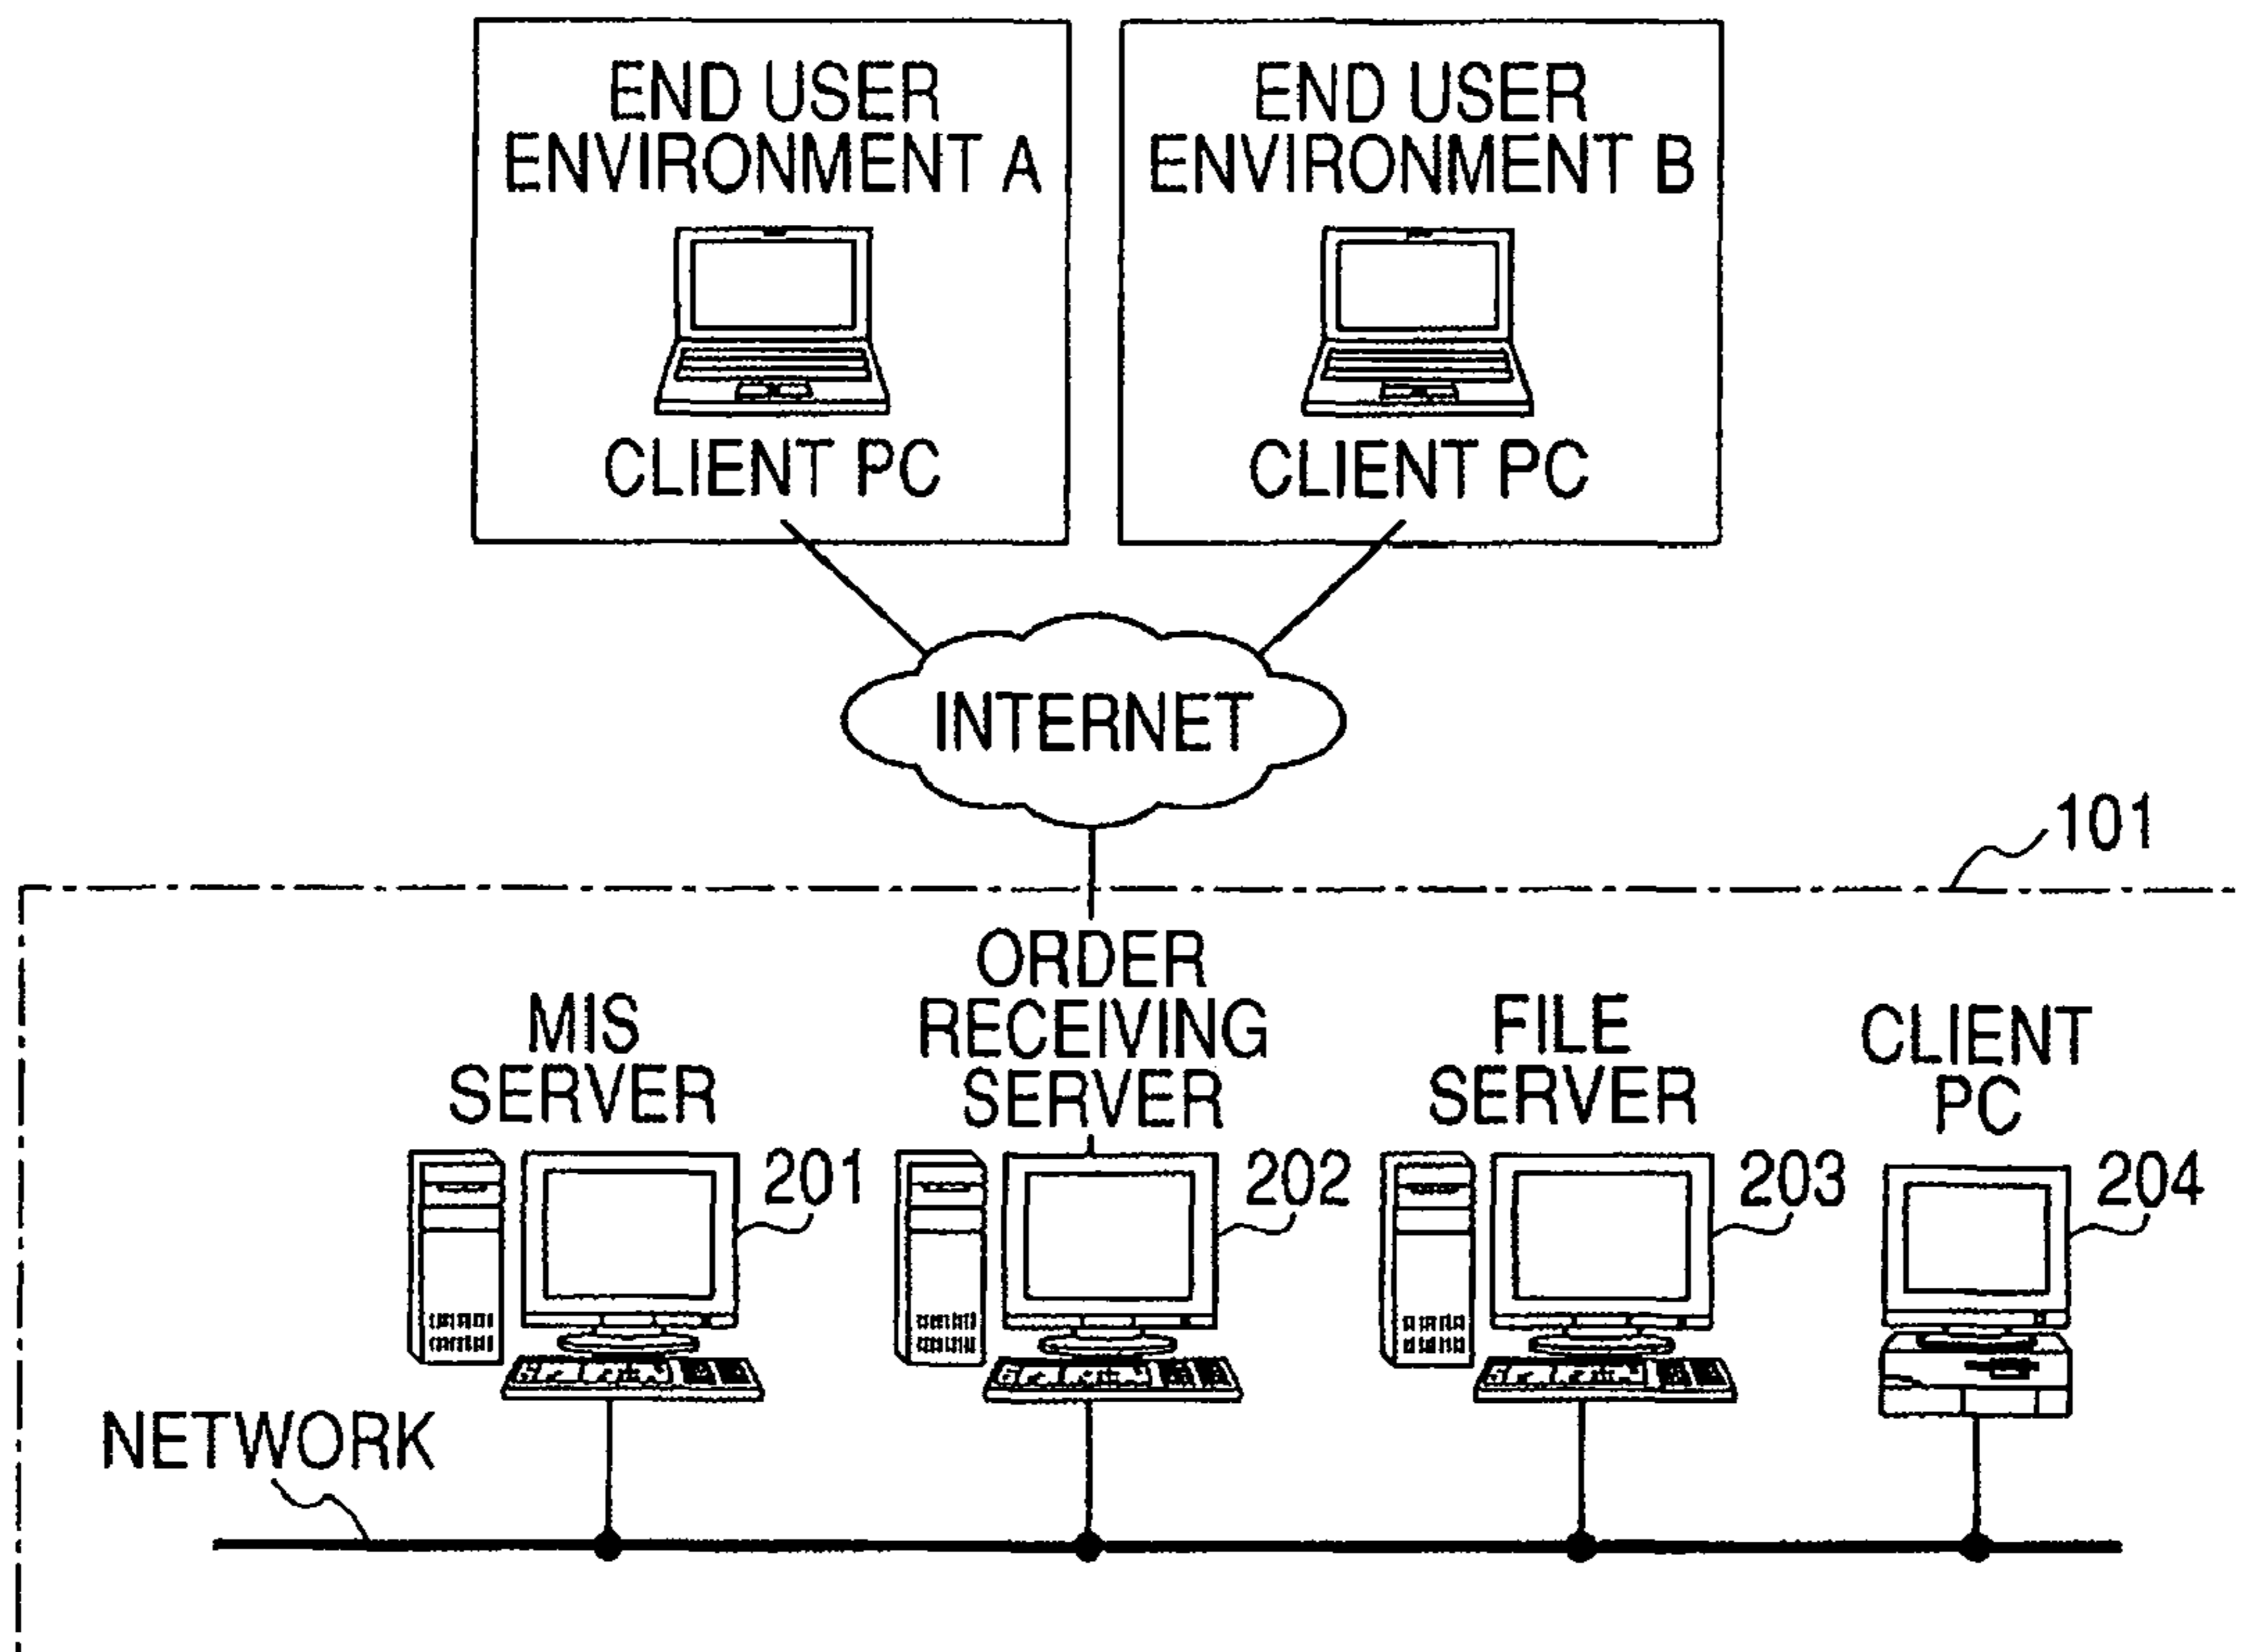 END USER
ENVIRONMENT A
CLIENT PC
END USER
ENVIRONMENT B
CLIENT PC
INTERNET
101
MIS
SERVER
201
ORDER
RECEIVING
SERVER
202
FILE
SERVER
203
CLIENT
PC
204
NETWORK